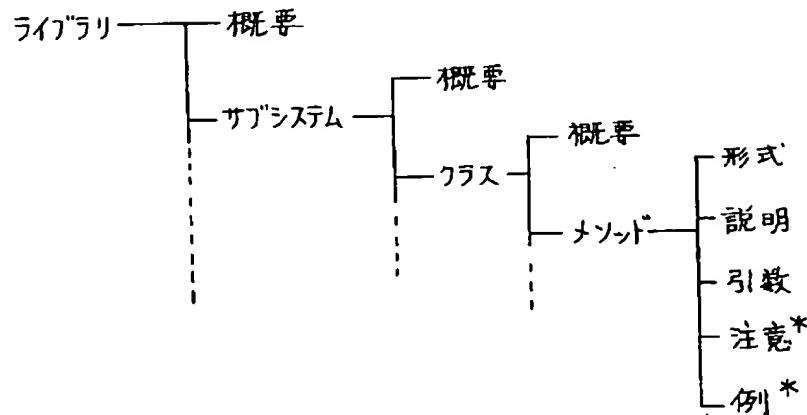 ライブラリ 概要
サブシステム 概要
クラス 概要
メソッド 形式
説明
引数
注意*
例*